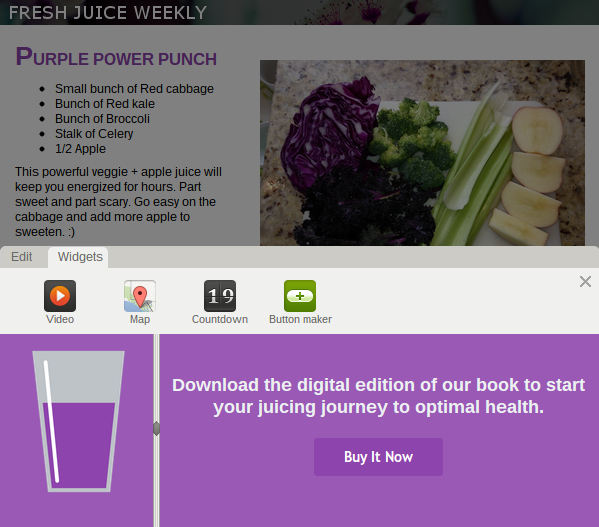 FRESH JUICE WEEKLY
PURPLE POWER PUNCH
Small bunch of Red cabbage
Bunch of Red kale
Bunch of Broccoli
Stalk of Celery
1/2 Apple
This powerful veggie + apple juice will
keep you energized for hours. Part
sweet and part scary. Go easy on the
cabbage and add more apple to
sweeten. :)
Edit Widgets
19
Video Map Countdown Button maker
Download the digital edition of our book to start
your juicing journey to optimal health.
Buy It Now